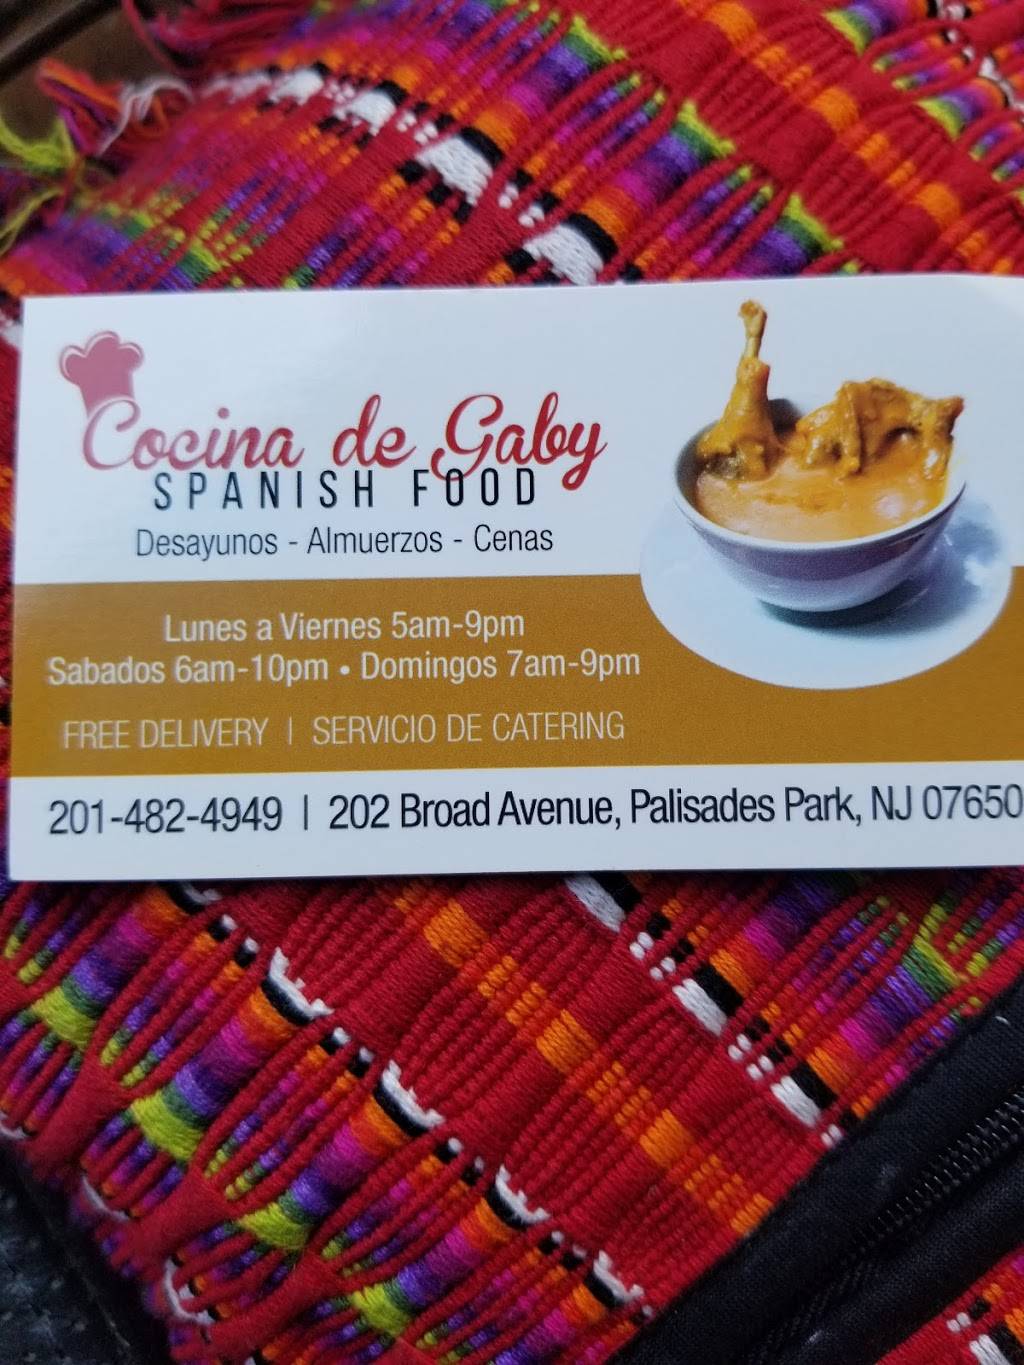 Cocina de Gaby
SPANISH FOOD
Desayunos - Almuerzos - Cenas
Lunes a Viernes 5am-9pm
Sabados 6am-10pm • Domingos 7am-9pm
FREE DELIVERY | SERVICIO DE CATERING
201-482-4949 | 202 Broad Avenue, Palisades Park, NJ 07650